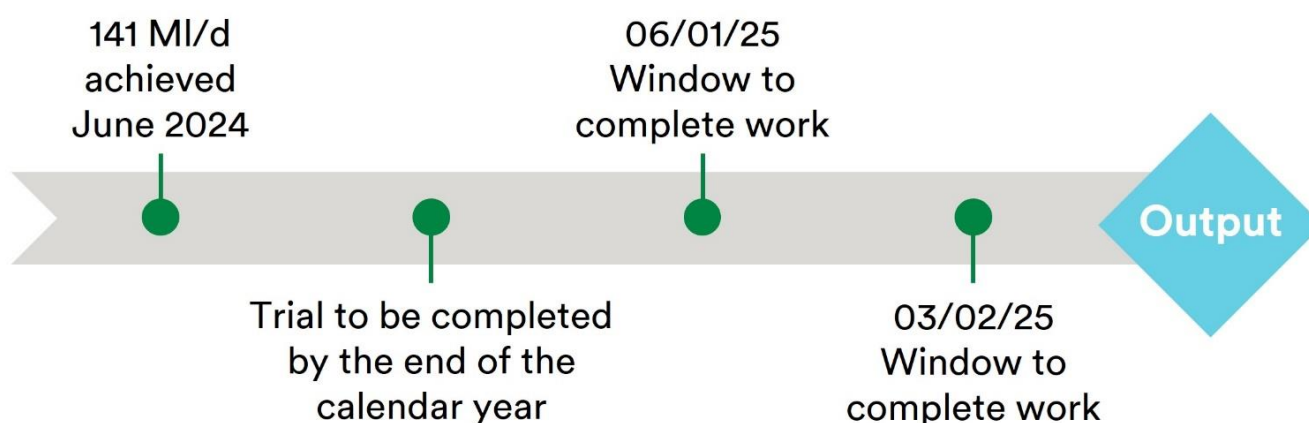 141 Ml/d
achieved
June 2024
Trial to be completed
by the end of the
calendar year
06/01/25
Window to
complete work
03/02/25
Window to
complete work
Output